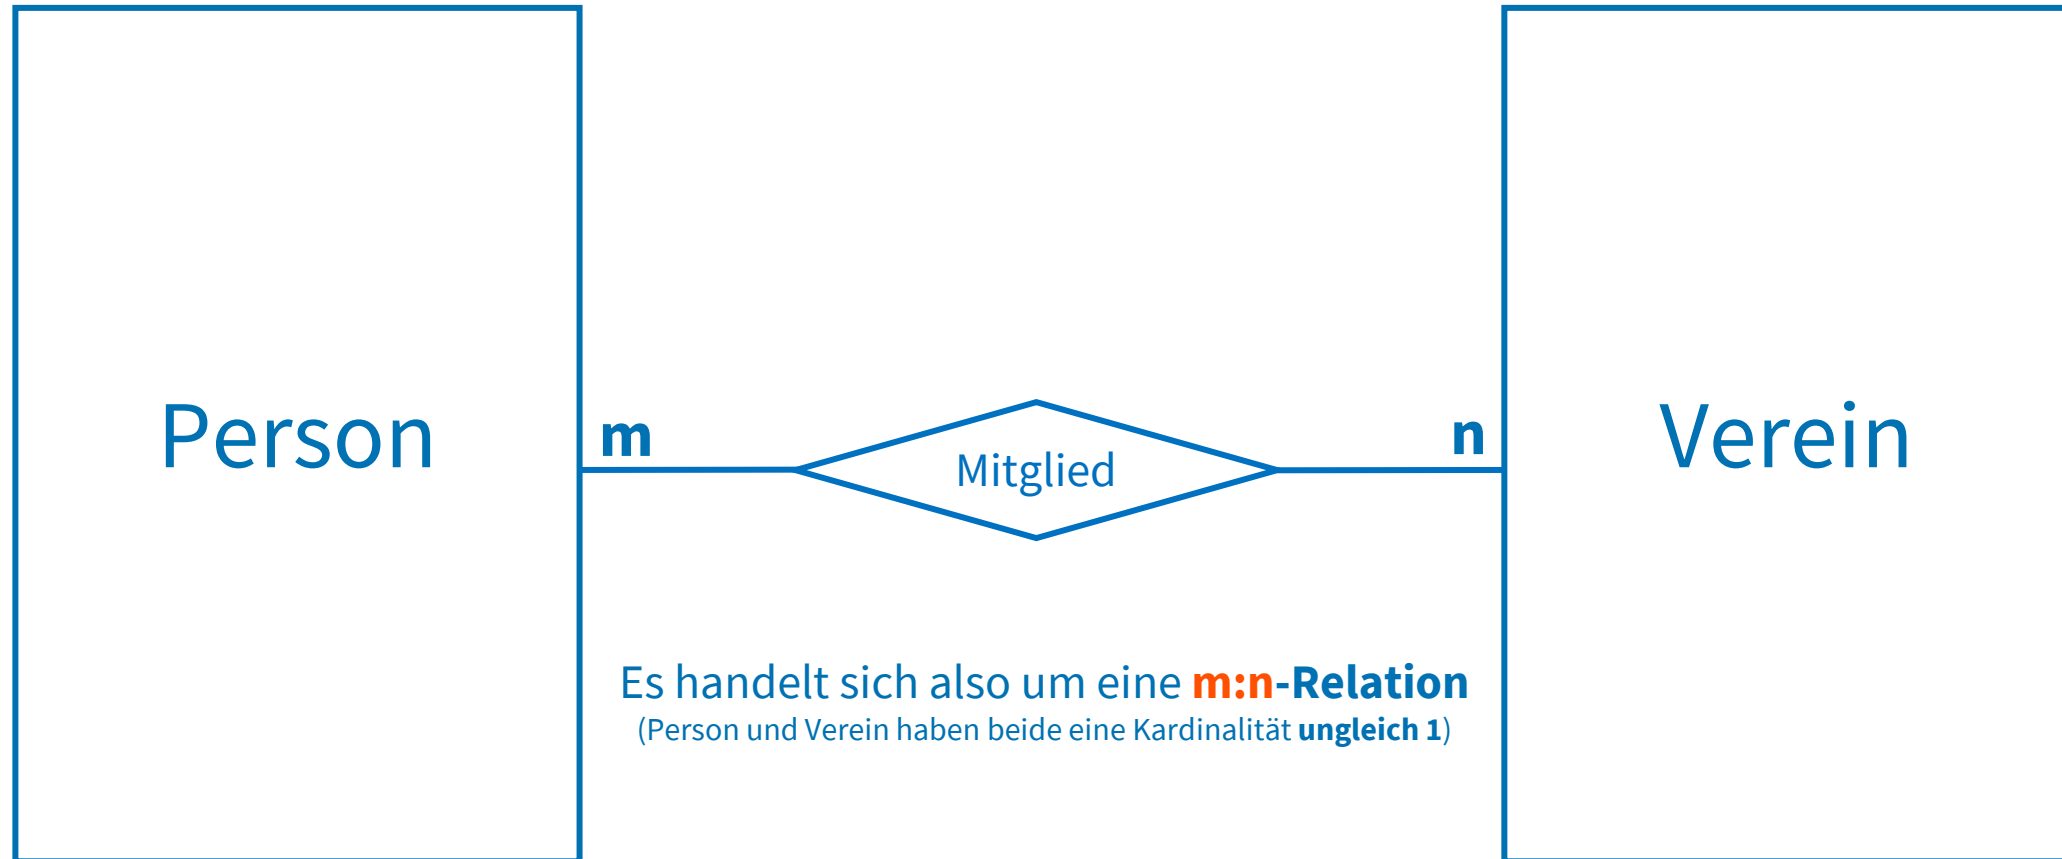 Person
m
Mitglied
n
Verein
Es handelt sich also um eine m:n-Relation
(Person und Verein haben beide eine Kardinalität ungleich 1)